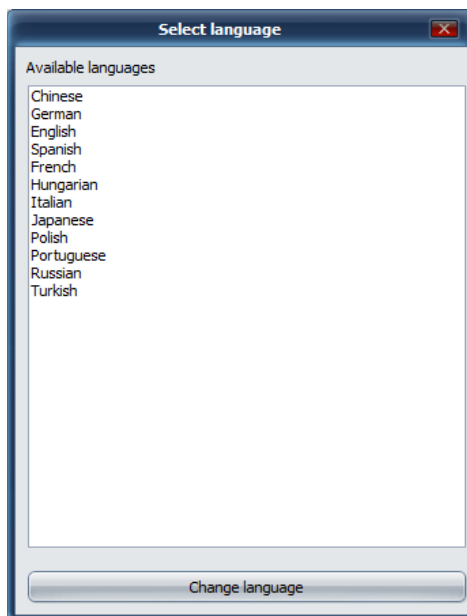 Select language
Available languages
Chinese
German
English
Spanish
French
Hungarian
Italian
Japanese
Polish
Portuguese
Russian
Turkish
Change language